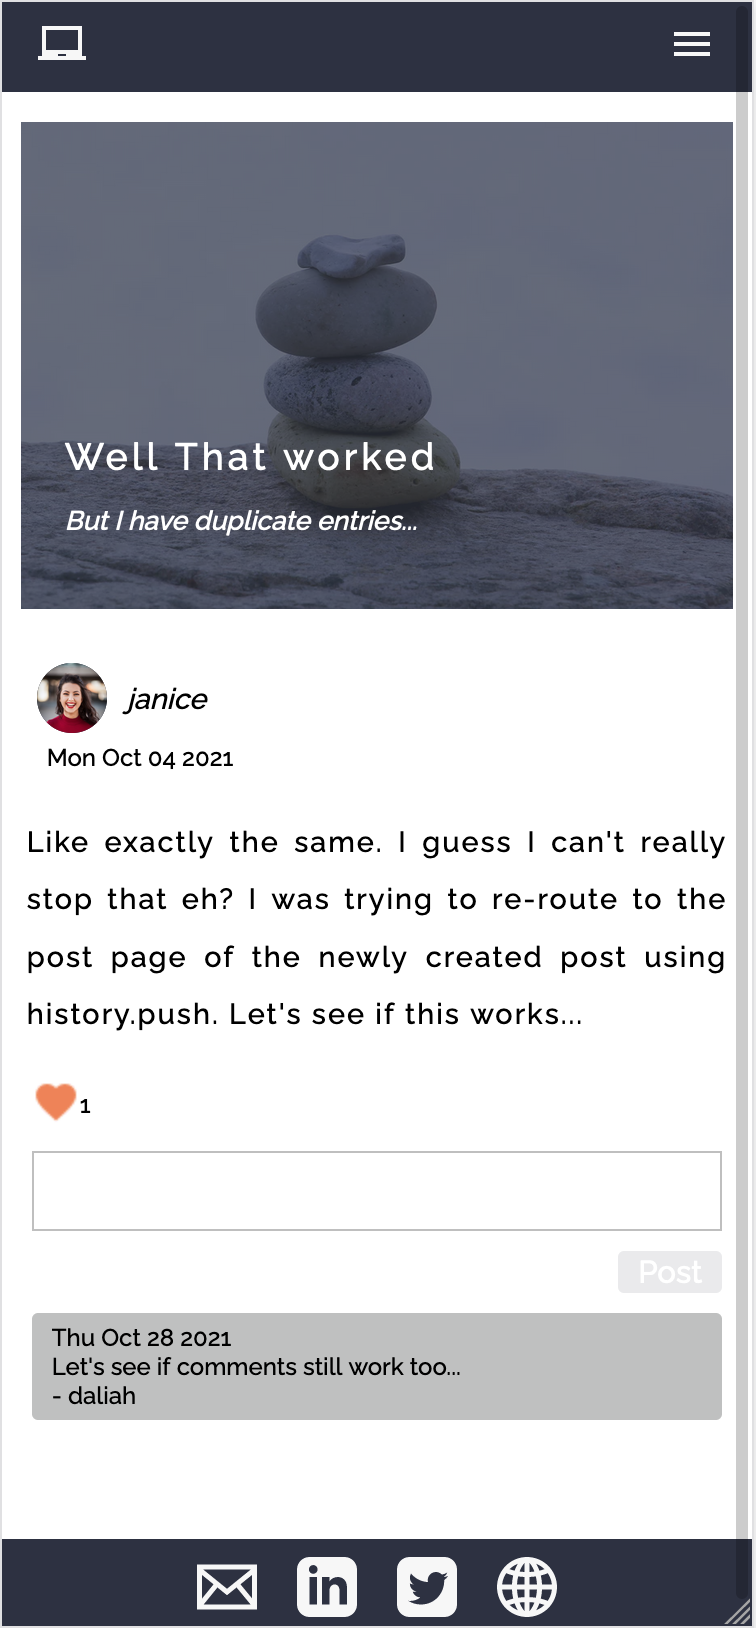 Well That worked
But I have duplicate entries...
janice
Mon Oct 04 2021
Like exactly the same. I guess I can't really
stop that eh? I was trying to re-route to the
post page of the newly created post using
history.push. Let's see if this works...
1
Post
Thu Oct 28 2021
Let's see if comments still work too...
- daliah
in